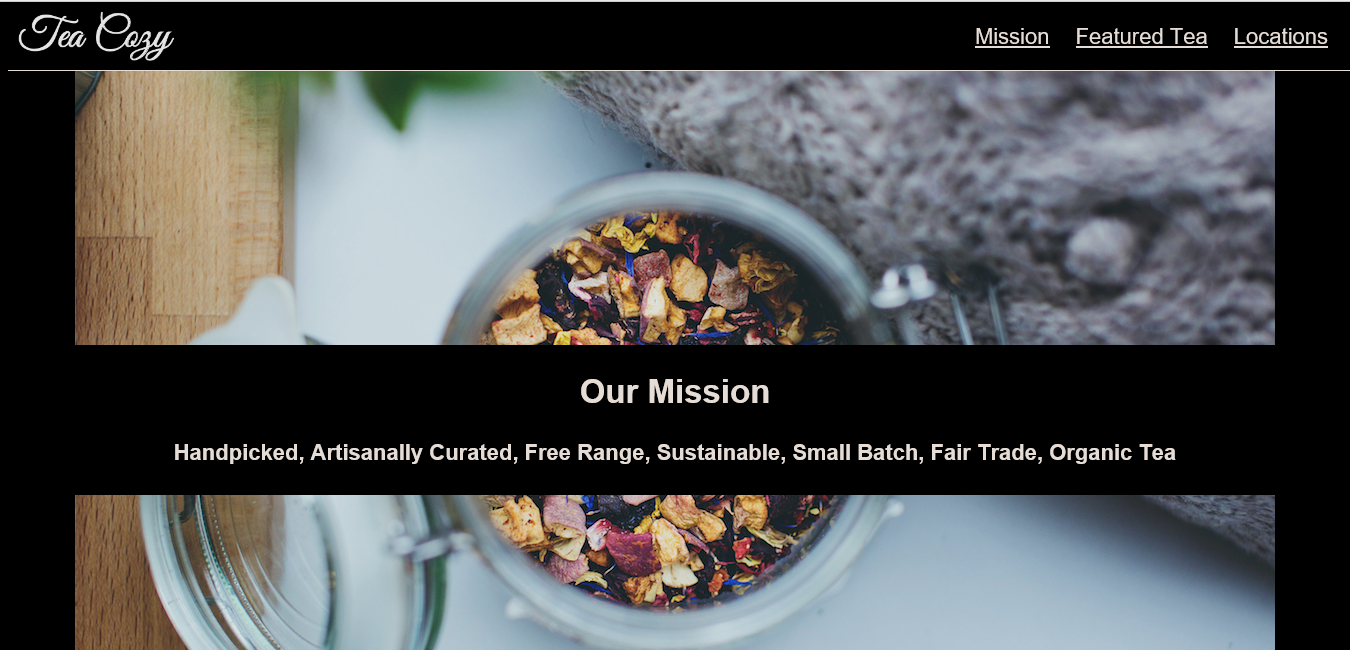 Tea Cozy
Mission Featured Tea Locations
Our Mission
Handpicked, Artisanally Curated, Free Range, Sustainable, Small Batch, Fair Trade, Organic Tea